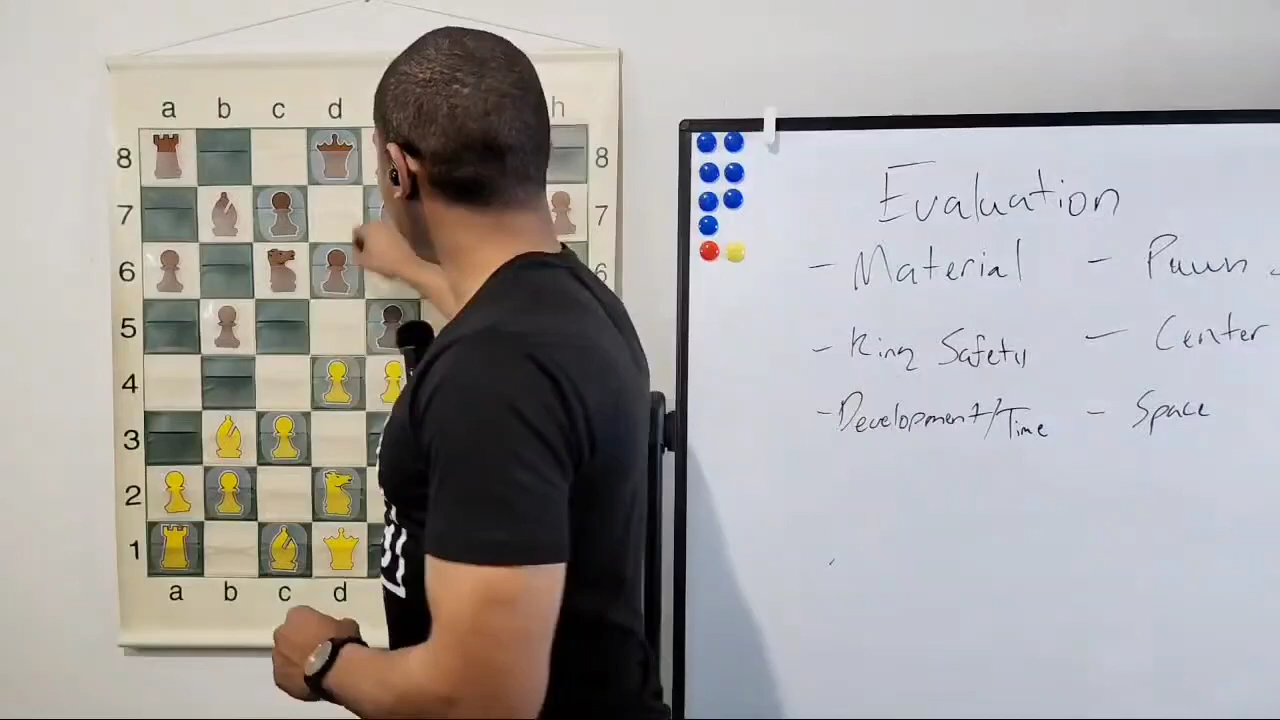 a b c d h
8 8
7 7
6 6
5
4
3
2
1
a b c d
Evaluation
- Material - Pawn
- King Safety - Center
- Development/Time - Space